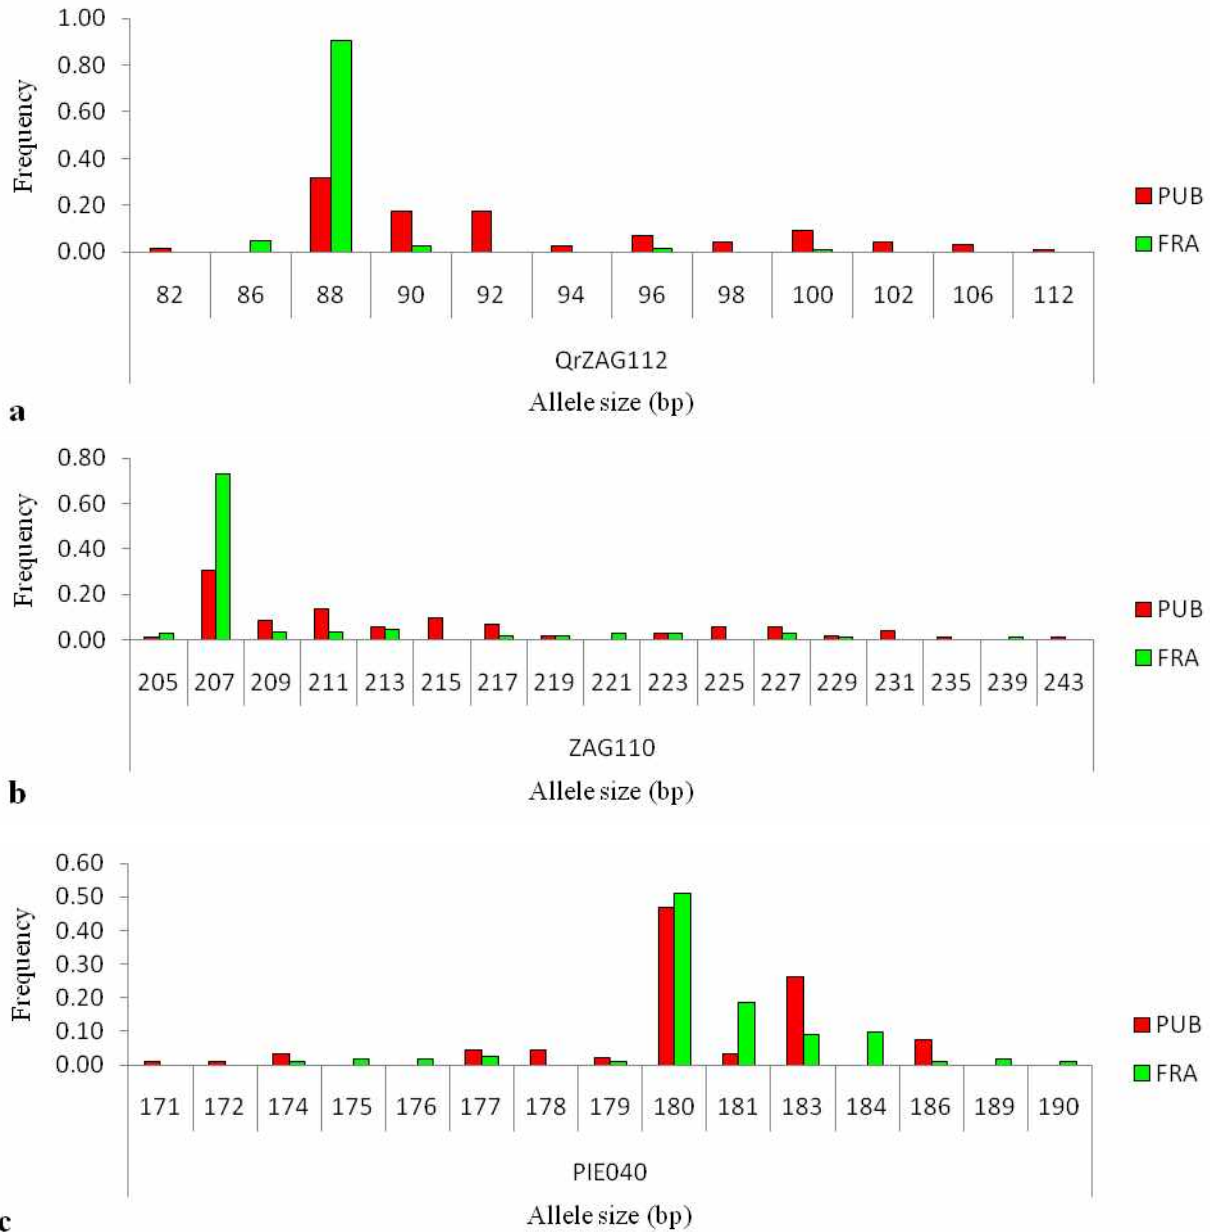 1.00
0.80
0.60
0.40
0.20
0.00
Frequency
PUB
FRA
82 86 88 90 92 94 96 98 100 102 106 112
QrZAG112
Allele size (bp)
a
0.80
0.60
0.40
0.20
0.00
Frequency
PUB
FRA
205 207 209 211 213 215 217 219 221 223 225 227 229 231 235 239 243
ZAG110
Allele size (bp)
b
0.60
0.50
0.40
0.30
0.20
0.10
0.00
Frequency
PUB
FRA
171 172 174 175 176 177 178 179 180 181 183 184 186 189 190
PIE040
Allele size (bp)
c